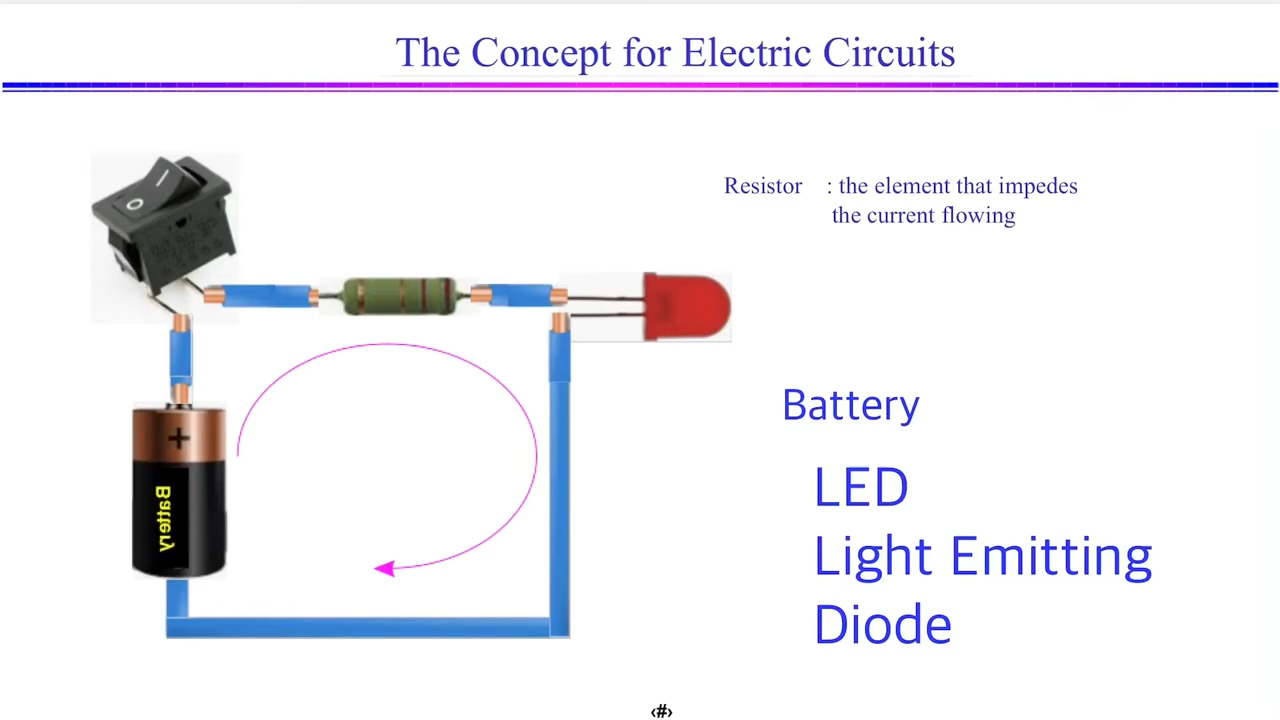 The Concept for Electric Circuits
Resistor : the element that impedes
the current flowing
+
Battery
Battery
LED
Light Emitting
Diode
‹#›